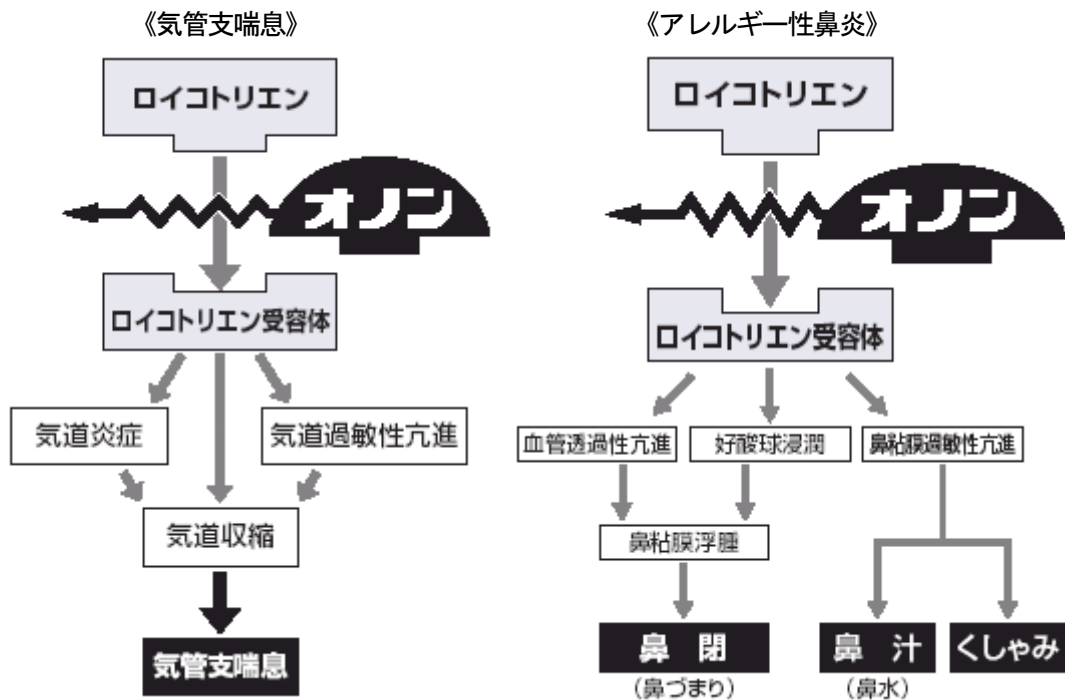 《気管支喘息》
ロイコトリエン
オノン
ロイコトリエン受容体
気道炎症
気道過敏性亢進
気道収縮
気管支喘息
《アレルギー性鼻炎》
ロイコトリエン
オノン
ロイコトリエン受容体
血管透過性亢進
好酸球浸潤
鼻粘膜過敏性亢進
鼻粘膜浮腫
鼻閉
(鼻づまり)
鼻汁
(鼻水)
くしゃみ